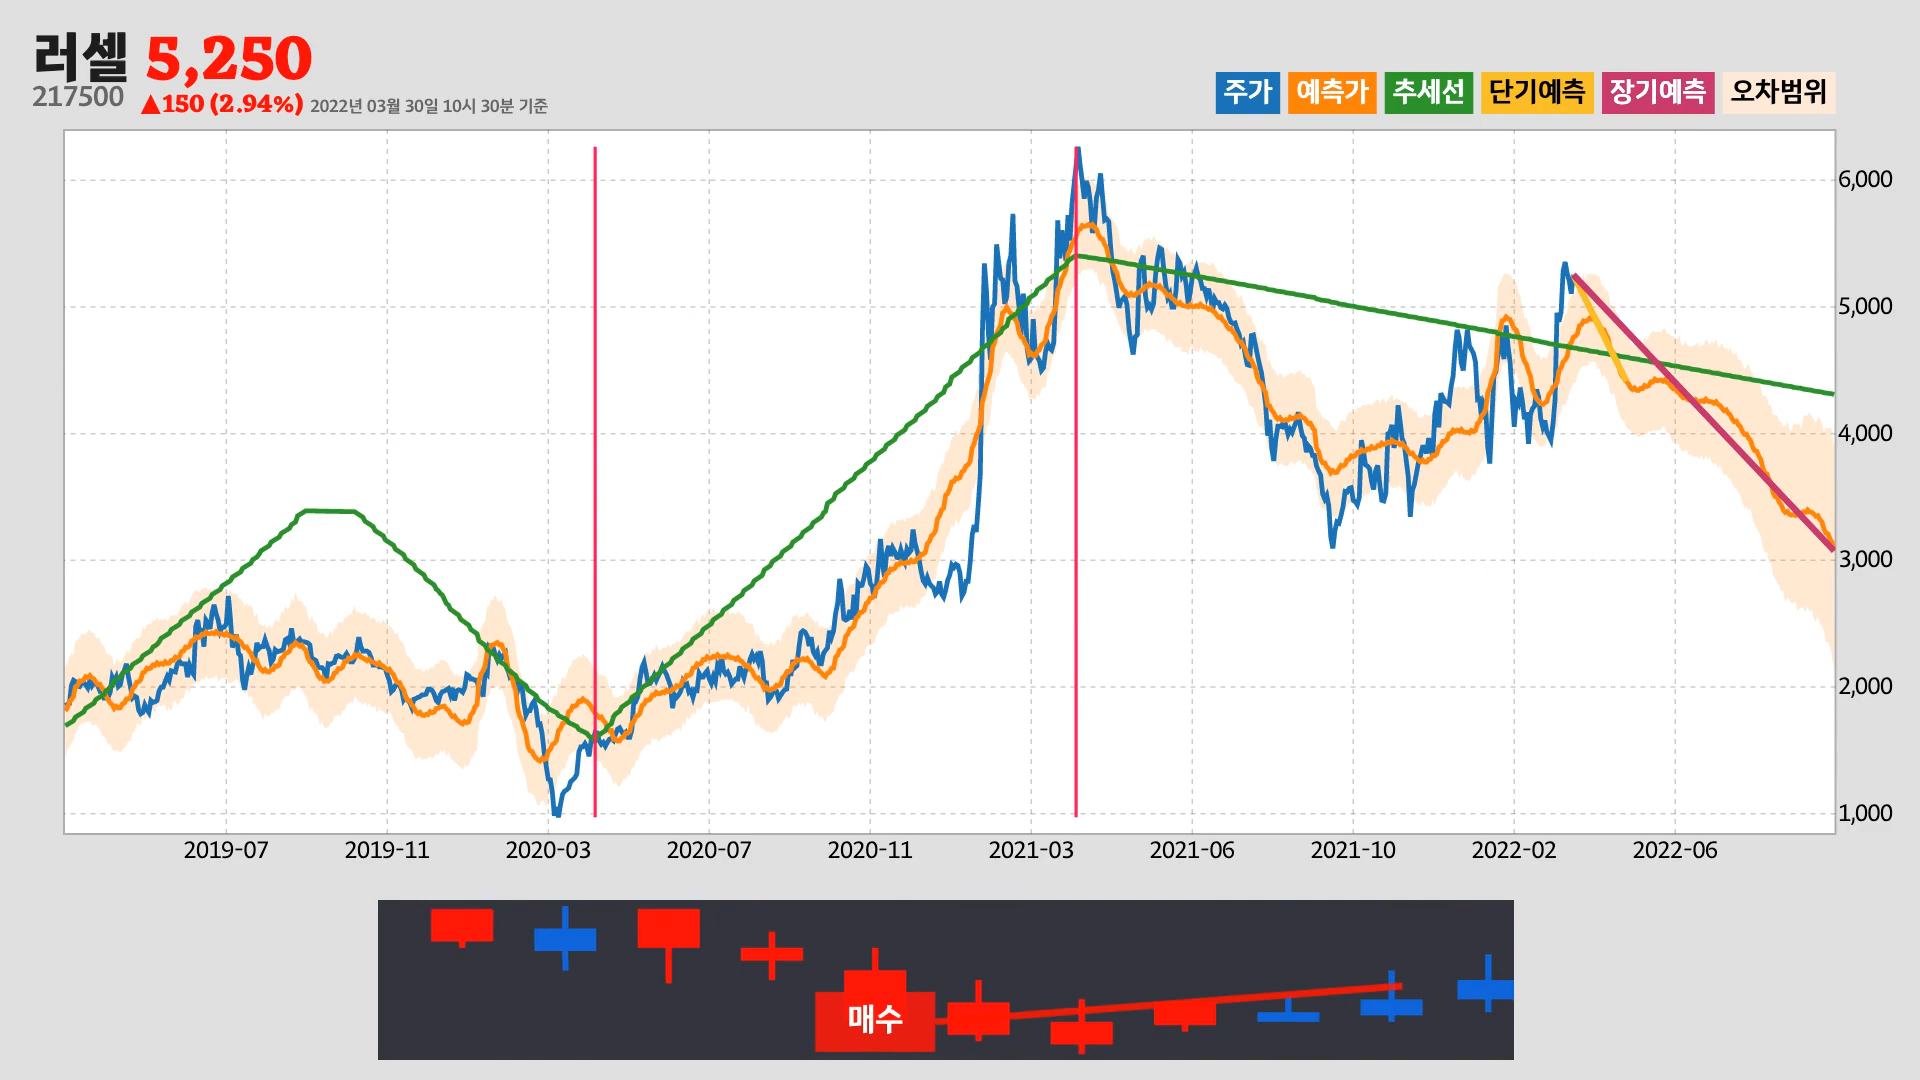 러셀 5,250
217500 ▲150 (2.94%) 2022년 03월 30일 10시 30분 기준
주가 예측가 추세선 단기예측 장기예측 오차범위
6,000
5,000
4,000
3,000
2,000
1,000
2019-07 2019-11 2020-03 2020-07 2020-11 2021-03 2021-06 2021-10 2022-02 2022-06
매수